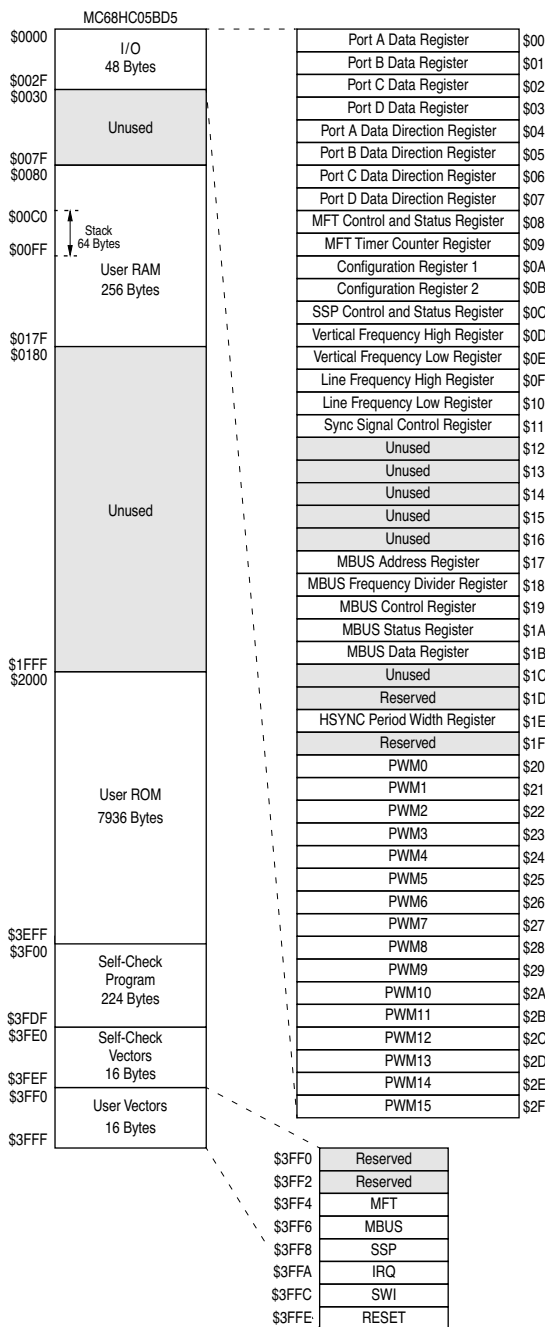 MC68HC05BD5
$0000
I/O
48 Bytes
$002F
$0030
Unused
$007F
$0080
$00C0
Stack
64 Bytes
$00FF
User RAM
256 Bytes
$017F
$0180
Unused
$1FFF
$2000
User ROM
7936 Bytes
$3EFF
$3F00
Self-Check
Program
224 Bytes
$3FDF
$3FE0
Self-Check
Vectors
16 Bytes
$3FEF
$3FF0
User Vectors
16 Bytes
$3FFF
Port A Data Register $00
Port B Data Register $01
Port C Data Register $02
Port D Data Register $03
Port A Data Direction Register $04
Port B Data Direction Register $05
Port C Data Direction Register $06
Port D Data Direction Register $07
MFT Control and Status Register $08
MFT Timer Counter Register $09
Configuration Register 1 $0A
Configuration Register 2 $0B
SSP Control and Status Register $0C
Vertical Frequency High Register $0D
Vertical Frequency Low Register $0E
Line Frequency High Register $0F
Line Frequency Low Register $10
Sync Signal Control Register $11
Unused $12
Unused $13
Unused $14
Unused $15
Unused $16
MBUS Address Register $17
MBUS Frequency Divider Register $18
MBUS Control Register $19
MBUS Status Register $1A
MBUS Data Register $1B
Unused $1C
Reserved $1D
HSYNC Period Width Register $1E
Reserved $1F
PWM0 $20
PWM1 $21
PWM2 $22
PWM3 $23
PWM4 $24
PWM5 $25
PWM6 $26
PWM7 $27
PWM8 $28
PWM9 $29
PWM10 $2A
PWM11 $2B
PWM12 $2C
PWM13 $2D
PWM14 $2E
PWM15 $2F
$3FF0 Reserved
$3FF2 Reserved
$3FF4 MFT
$3FF6 MBUS
$3FF8 SSP
$3FFA IRQ
$3FFC SWI
$3FFE RESET